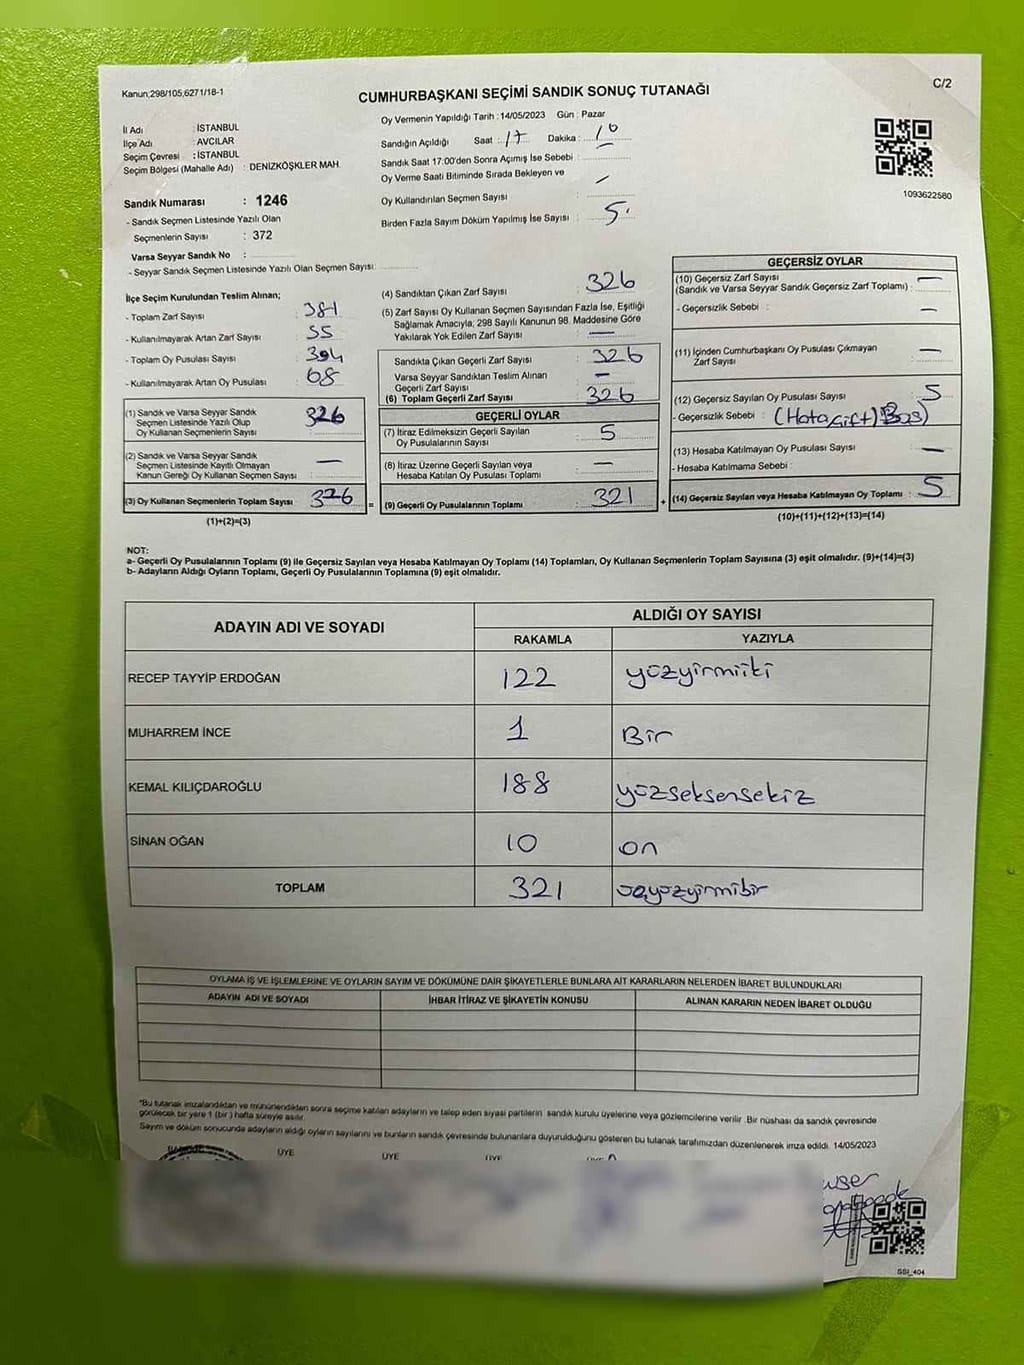 Kanun;298/105,6271/18-1
CUMHURBAŞKANI SEÇİMİ SANDIK SONUÇ TUTANAĞI
C/2
İl Adı : İSTANBUL
İlçe Adı : AVCILAR
Seçim Çevresi : İSTANBUL
Seçim Bölgesi (Mahalle Adı) : DENİZKÖŞKLER MAH.
Sandık Numarası : 1246
- Sandık Seçmen Listesinde Yazılı Olan
Seçmenlerin Sayısı : 372
Varsa Seyyar Sandık No :
- Seyyar Sandık Seçmen Listesinde Yazılı Olan Seçmen Sayısı:
Oy Vermenin Yapıldığı Tarih : 14/05/2023 Gün : Pazar
Sandığın Açıldığı Saat : 17 Dakika : 10
Sandık Saat 17:00'den Sonra Açımış İse Sebebi :
Oy Verme Saati Bitiminde Sırada Bekleyen ve
Oy Kullandırılan Seçmen Sayısı : –
Birden Fazla Sayım Döküm Yapılmış İse Sayısı : 5.
1093622580
İlçe Seçim Kurulundan Teslim Alınan;
- Toplam Zarf Sayısı : 381
- Kullanılmayarak Artan Zarf Sayısı : 55
- Toplam Oy Pusulası Sayısı : 394
- Kullanılmayarak Artan Oy Pusulası : 68
(1) Sandık ve Varsa Seyyar Sandık
Seçmen Listesinde Yazılı Olup
Oy Kullanan Seçmenlerin Sayısı : 326
(2) Sandık ve Varsa Seyyar Sandık
Seçmen Listesinde Kayıtlı Olmayan
Kanun Gereği Oy Kullanan Seçmen Sayısı : –
(3) Oy Kullanan Seçmenlerin Toplam Sayısı : 326 =
(1)+(2)=(3)
(4) Sandıktan Çıkan Zarf Sayısı : 326
(5) Zarf Sayısı Oy Kullanan Seçmen Sayısından Fazla İse, Eşitliği
Sağlamak Amacıyla; 298 Sayılı Kanunun 98. Maddesine Göre
Yakılarak Yok Edilen Zarf Sayısı : –
Sandıkta Çıkan Geçerli Zarf Sayısı : 326
Varsa Seyyar Sandıktan Teslim Alınan
Geçerli Zarf Sayısı : –
(6) Toplam Geçerli Zarf Sayısı : 326
GEÇERLİ OYLAR
(7) İtiraz Edilmeksizin Geçerli Sayılan
Oy Pusulalarının Sayısı : 5
(8) İtiraz Üzerine Geçerli Sayılan veya
Hesaba Katılan Oy Pusulası Toplamı : –
(9) Geçerli Oy Pusulalarının Toplamı : 321 +
GEÇERSİZ OYLAR
(10) Geçersiz Zarf Sayısı
(Sandık ve Varsa Seyyar Sandık Geçersiz Zarf Toplamı) : –
- Geçersizlik Sebebi : –
(11) İçinden Cumhurbaşkanı Oy Pusulası Çıkmayan
Zarf Sayısı : –
(12) Geçersiz Sayılan Oy Pusulası Sayısı : 5
- Geçersizlik Sebebi : (Hata, çift)
(13) Hesaba Katılmayan Oy Pusulası Sayısı : –
- Hesaba Katılmama Sebebi :
(14) Geçersiz Sayılan veya Hesaba Katılmayan Oy Toplamı : 5
(10)+(11)+(12)+(13)=(14)
NOT:
a- Geçerli Oy Pusulalarının Toplamı (9) ile Geçersiz Sayılan veya Hesaba Katılmayan Oy Toplamı (14) Toplamları, Oy Kullanan Seçmenlerin Toplam Sayısına (3) eşit olmalıdır. (9)+(14)=(3)
b- Adayların Aldığı Oyların Toplamı, Geçerli Oy Pusulalarının Toplamına (9) eşit olmalıdır.
ADAYIN ADI VE SOYADI
ALDIĞI OY SAYISI
RAKAMLA YAZIYLA
RECEP TAYYİP ERDOĞAN 122 yüzyirmiiki
MUHARREM İNCE 1 Bir
KEMAL KILIÇDAROĞLU 188 yüzseksensekiz
SİNAN OĞAN 10 on
TOPLAM 321 üçyüzyirmibir
OYLAMA İŞ VE İŞLEMLERİNE VE OYLARIN SAYIM VE DÖKÜMÜNE DAİR ŞİKAYETLERLE BUNLARA AİT KARARLARIN NELERDEN İBARET BULUNDUKLARI
ADAYIN ADI VE SOYADI İHBAR İTİRAZ VE ŞİKAYETİN KONUSU ALINAN KARARIN NEDEN İBARET OLDUĞU
*Bu tutanak imzalandıktan ve mühürlendikten sonra seçime katılan adayların ve talep eden siyasi partilerin sandık kurulu üyelerine veya gözlemcilerine verilir. Bir nüshası da sandık çevresinde
görülecek bir yere 1 (bir) hafta süreyle asılır.
Sayım ve döküm sonucunda adayların aldığı oyların sayılarını ve bunların sandık çevresinde bulunanlara duyurulduğunu gösteren bu tutanak tarafımızdan düzenlenerek imza edildi. 14/05/2023
ÜYE ÜYE ÜYE
SSI_404